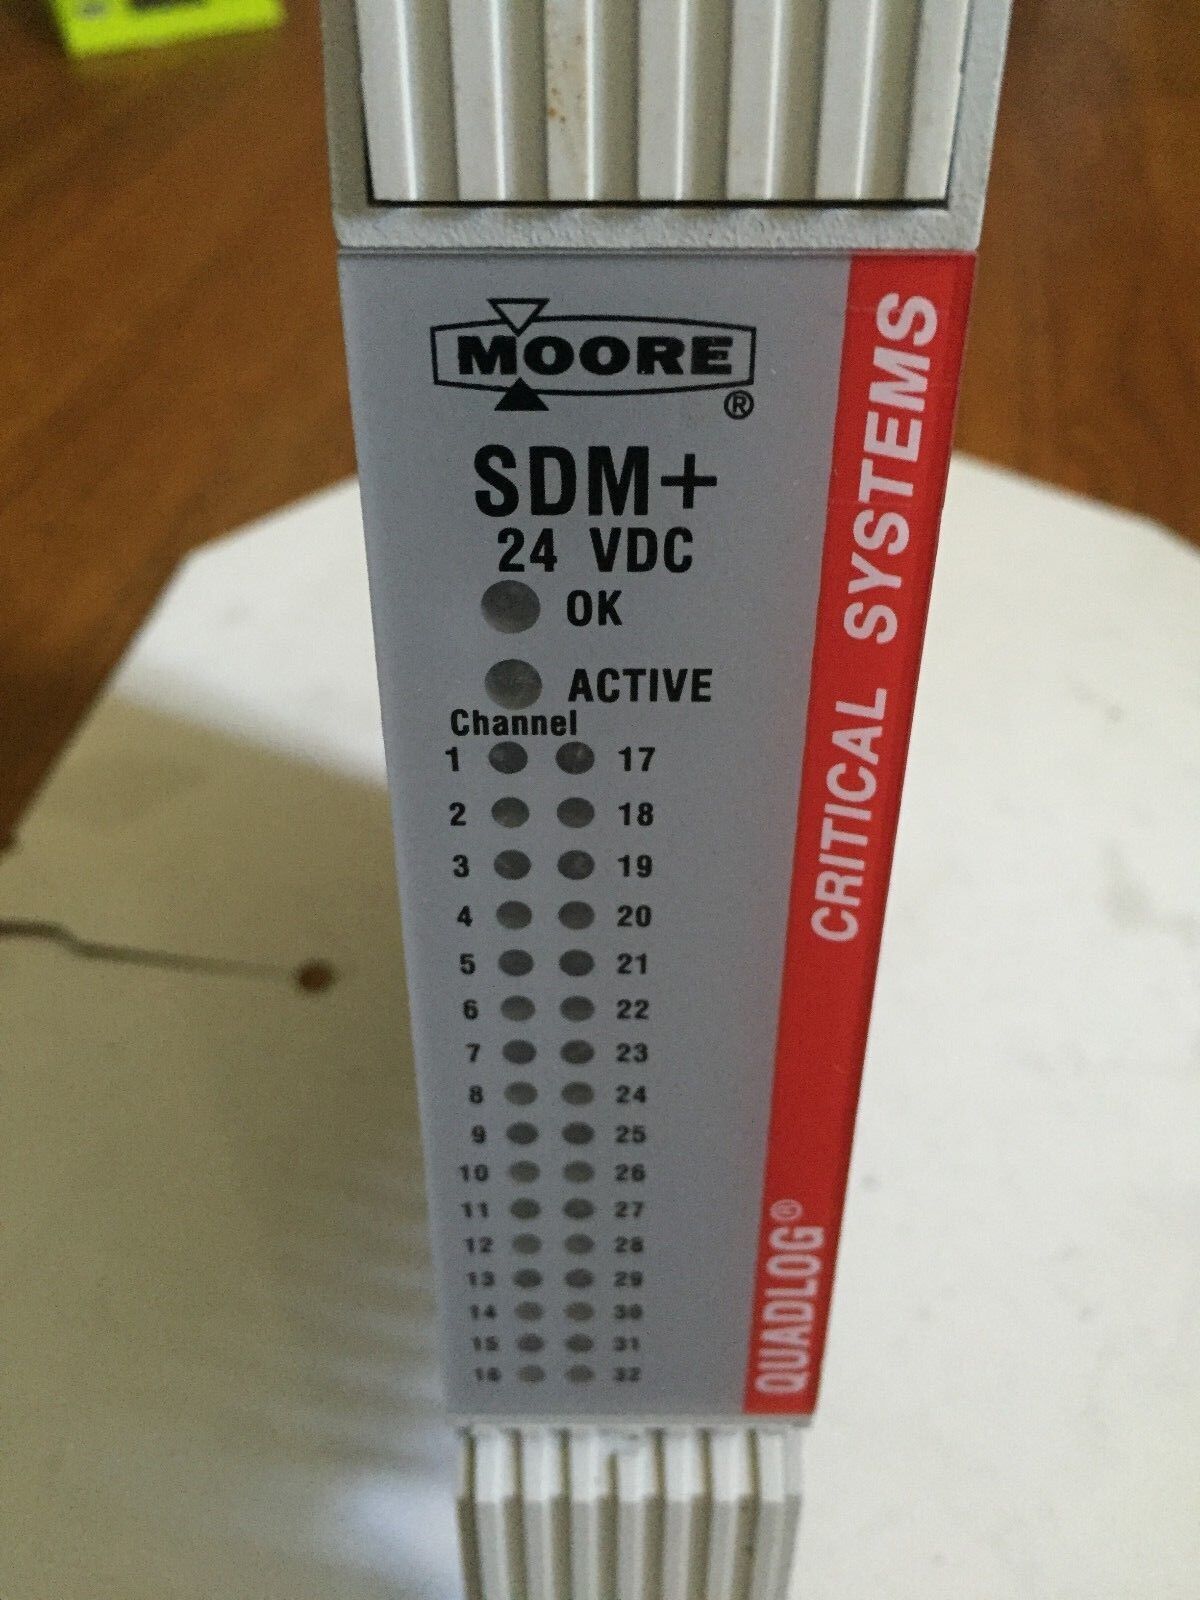 MOORE
®
SDM+
24 VDC
OK
ACTIVE
Channel
1 17
2 18
3 19
4 20
5 21
6 22
7 23
8 24
9 25
10 26
11 27
12 28
13 29
14 30
15 31
16 32
CRITICAL SYSTEMS
QUADLOG®